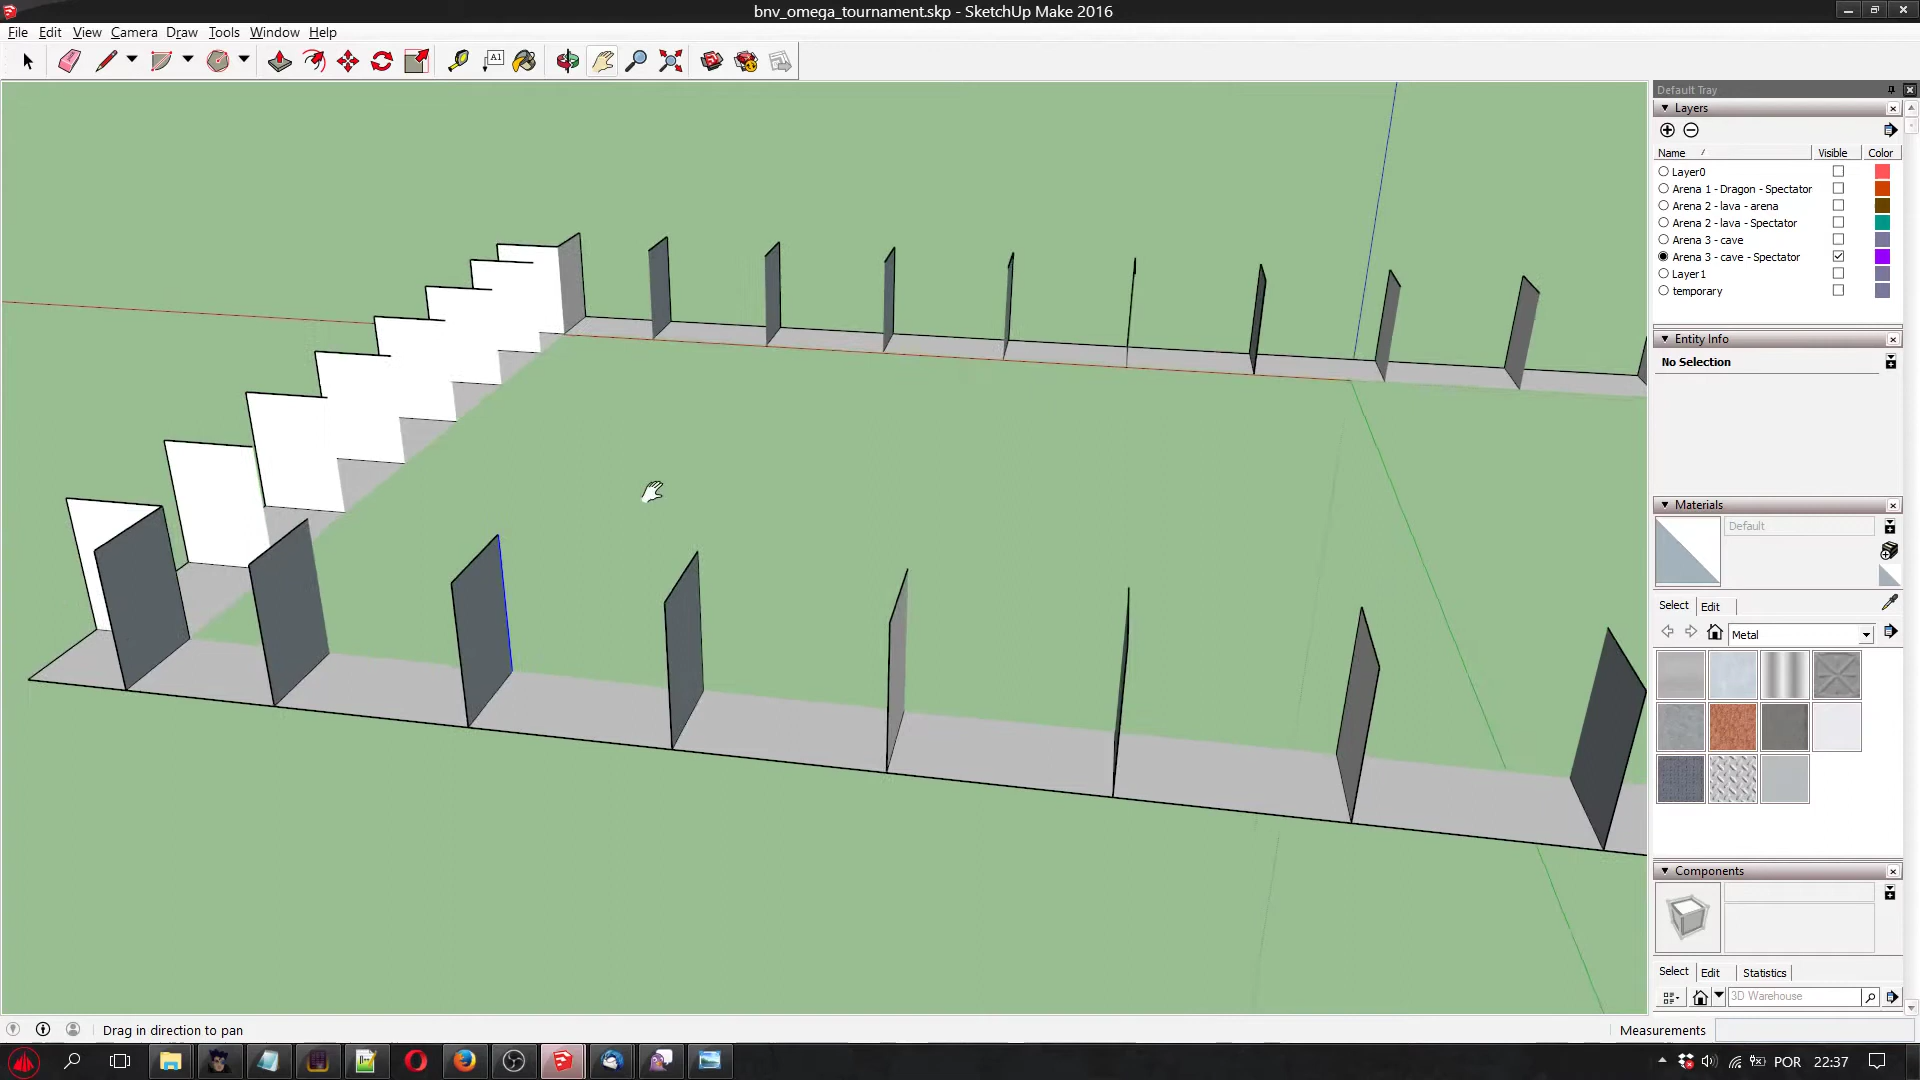 bnv_omega_tournament.skp - SketchUp Make 2016
File Edit View Camera Draw Tools Window Help
A1
Default Tray
Layers
Name Visible Color
Layer0
Arena 1 - Dragon - Spectator
Arena 2 - lava - arena
Arena 2 - lava - Spectator
Arena 3 - cave
Arena 3 - cave - Spectator
Layer1
temporary
Entity Info
No Selection
Materials
Default
Select Edit
Metal
Components
Select Edit Statistics
3D Warehouse
Drag in direction to pan
Measurements
POR 22:37